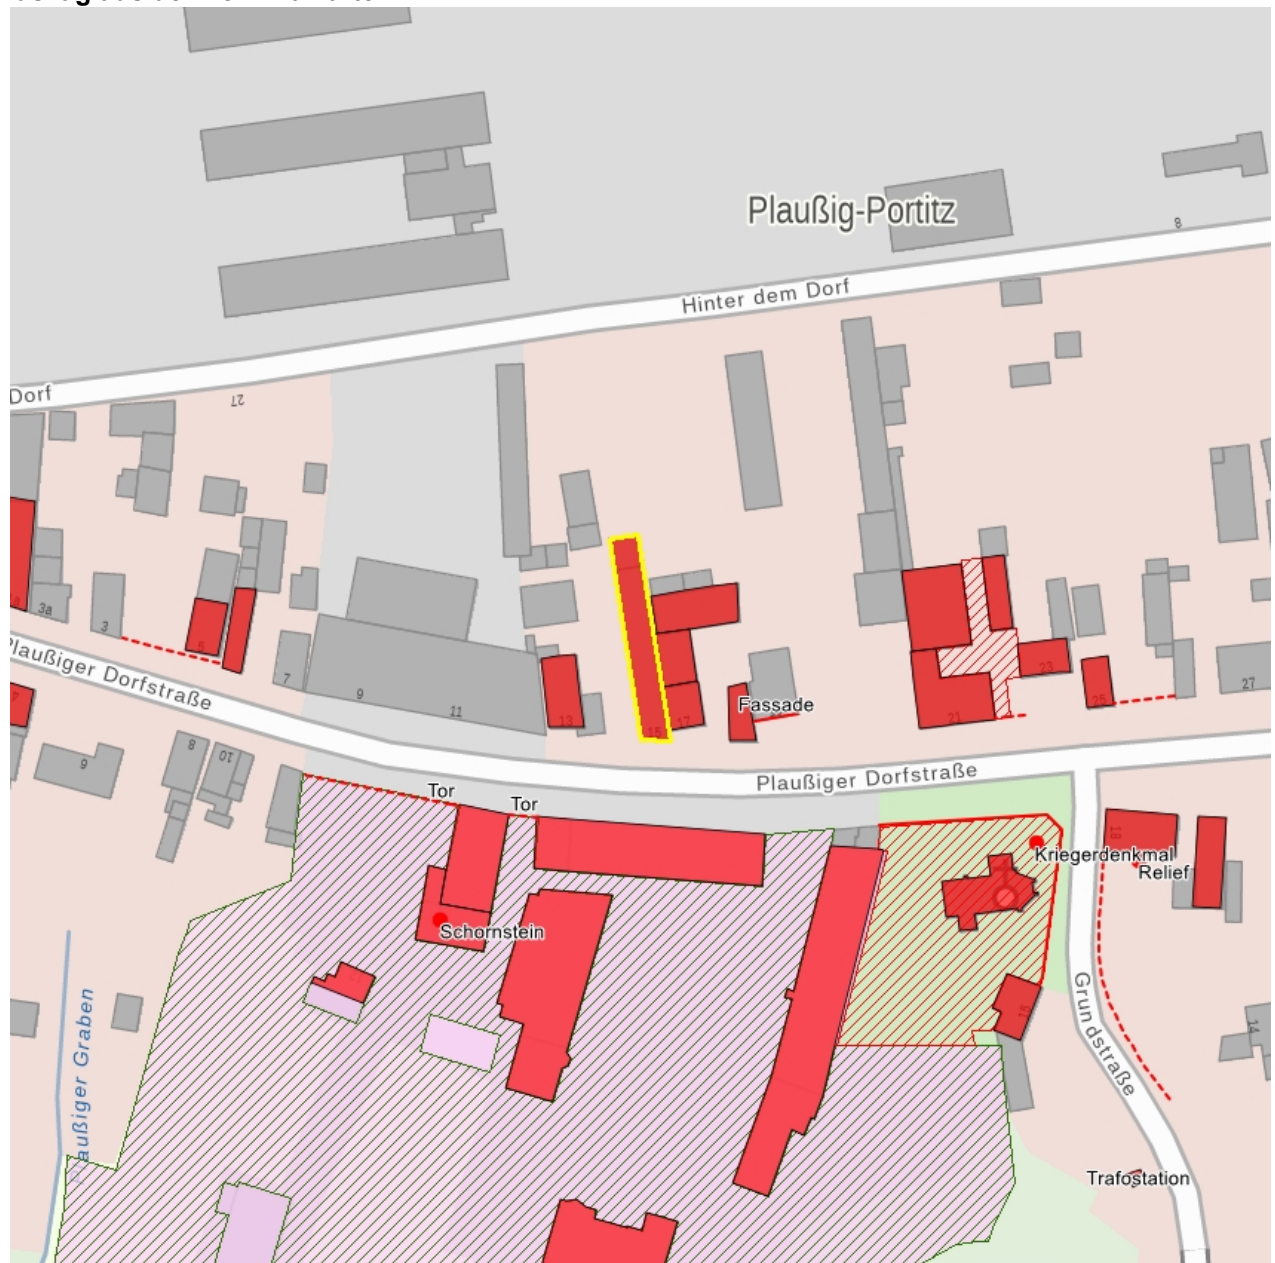 Plaußig-Portitz
8
Hinter dem Dorf
Dorf
27
3a
3
5
7
9
11
13
15
17
Fassade
21
23
25
27
Plaußiger Dorfstraße
Plaußiger Dorfstraße
8
10
9
Tor
Tor
18
Kriegerdenkmal
Relief
Schornstein
Grundstraße
14
Plaußiger Graben
Trafostation